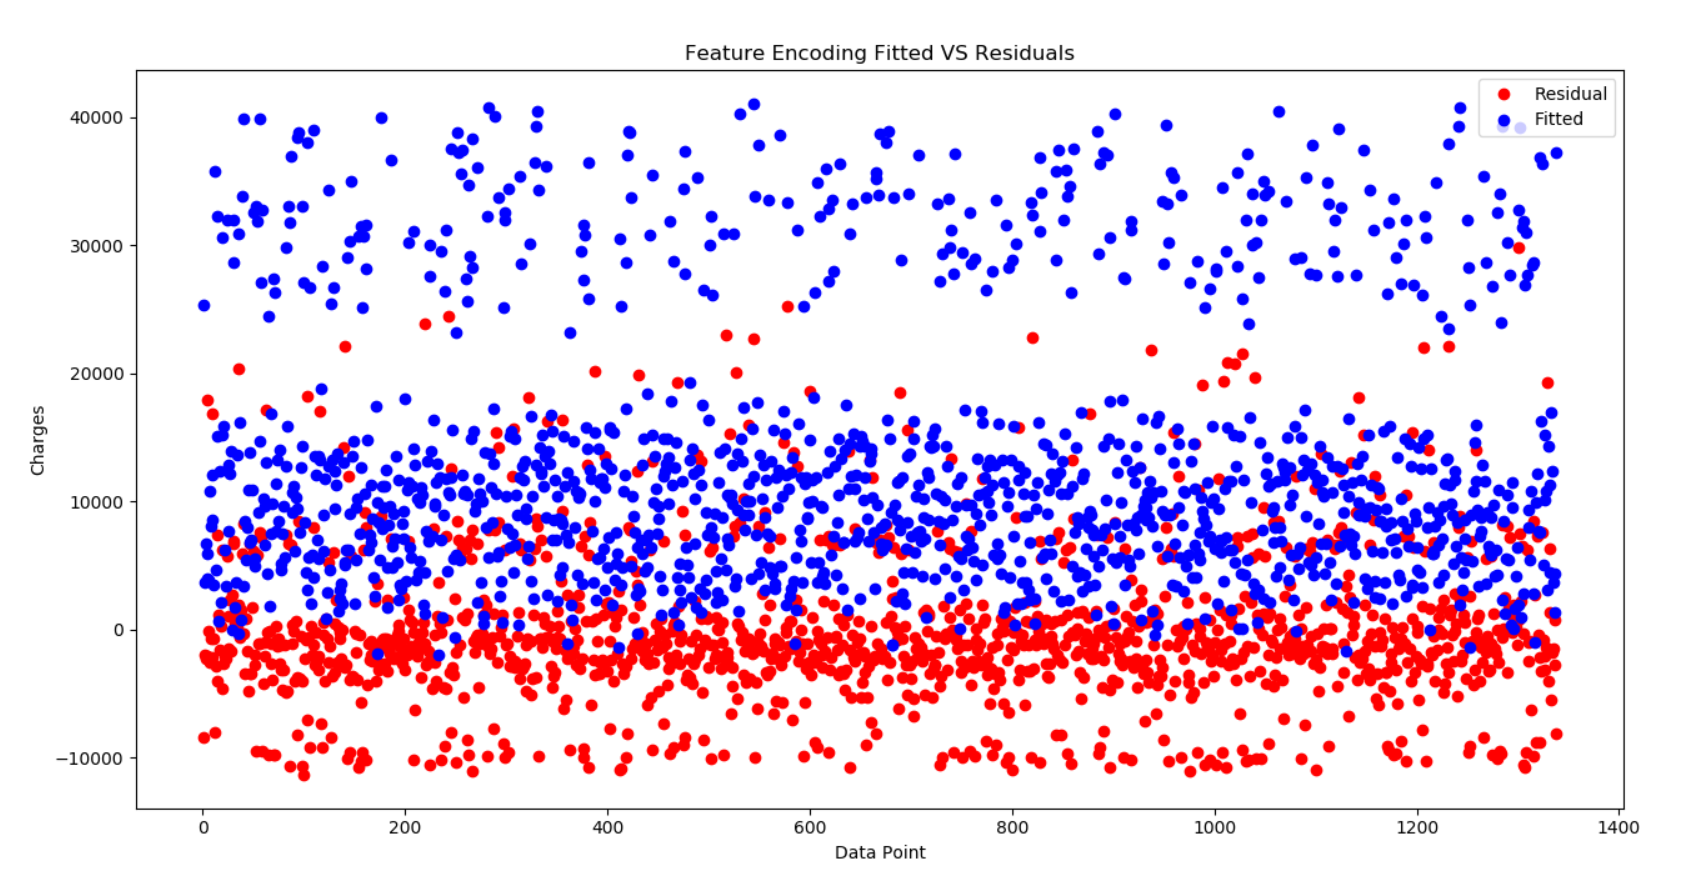 Feature Encoding Fitted VS Residuals
Residual
Fitted
Charges
40000
30000
20000
10000
0
−10000
0 200 400 600 800 1000 1200 1400
Data Point